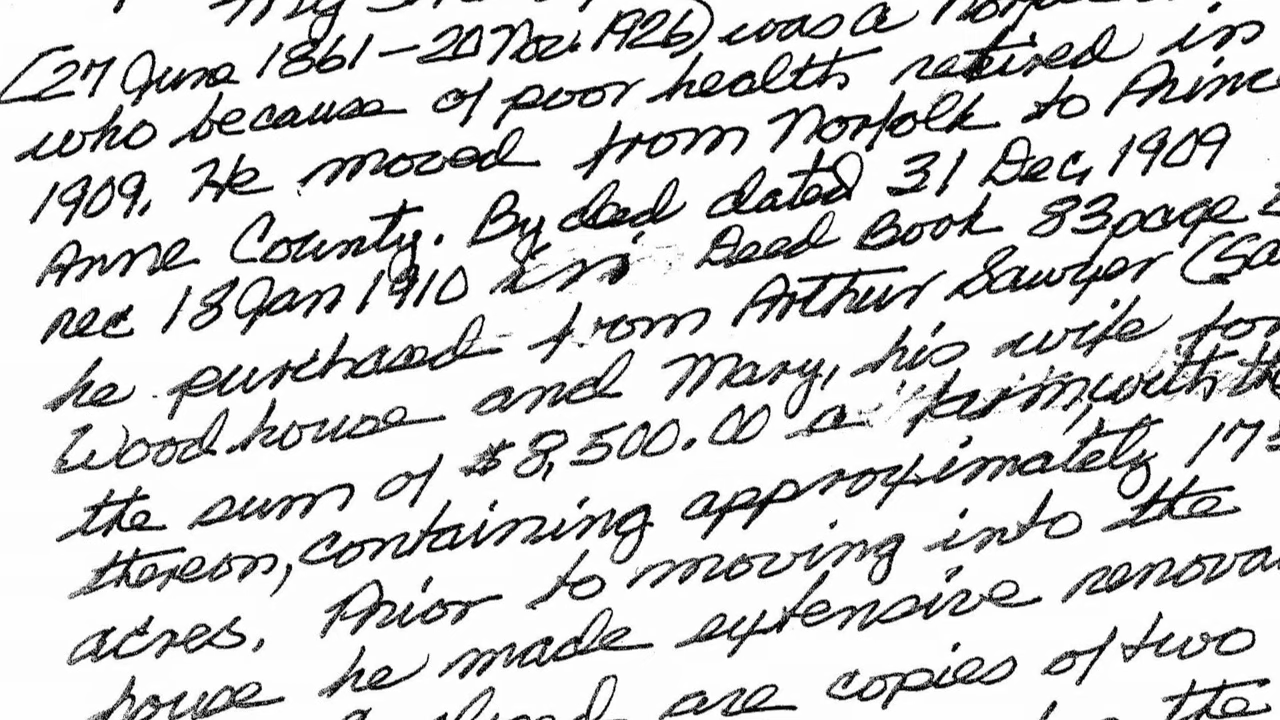 My
(27 June 1861 – 20 Nov. 1926) was a
who because of poor health retired in
1909. He moved from Norfolk to
Anne County. By deed dated 31 Dec, 1909
rec 18 Jan 1910 in Deed Book 83 page
he purchased from Arthur Sawyer
Woodhouse and Mary, his wife for
the sum of $8,500.00 a farm, with
thereon, containing approximately
acres. Prior to moving into the
house he made extensive
are copies of two
the